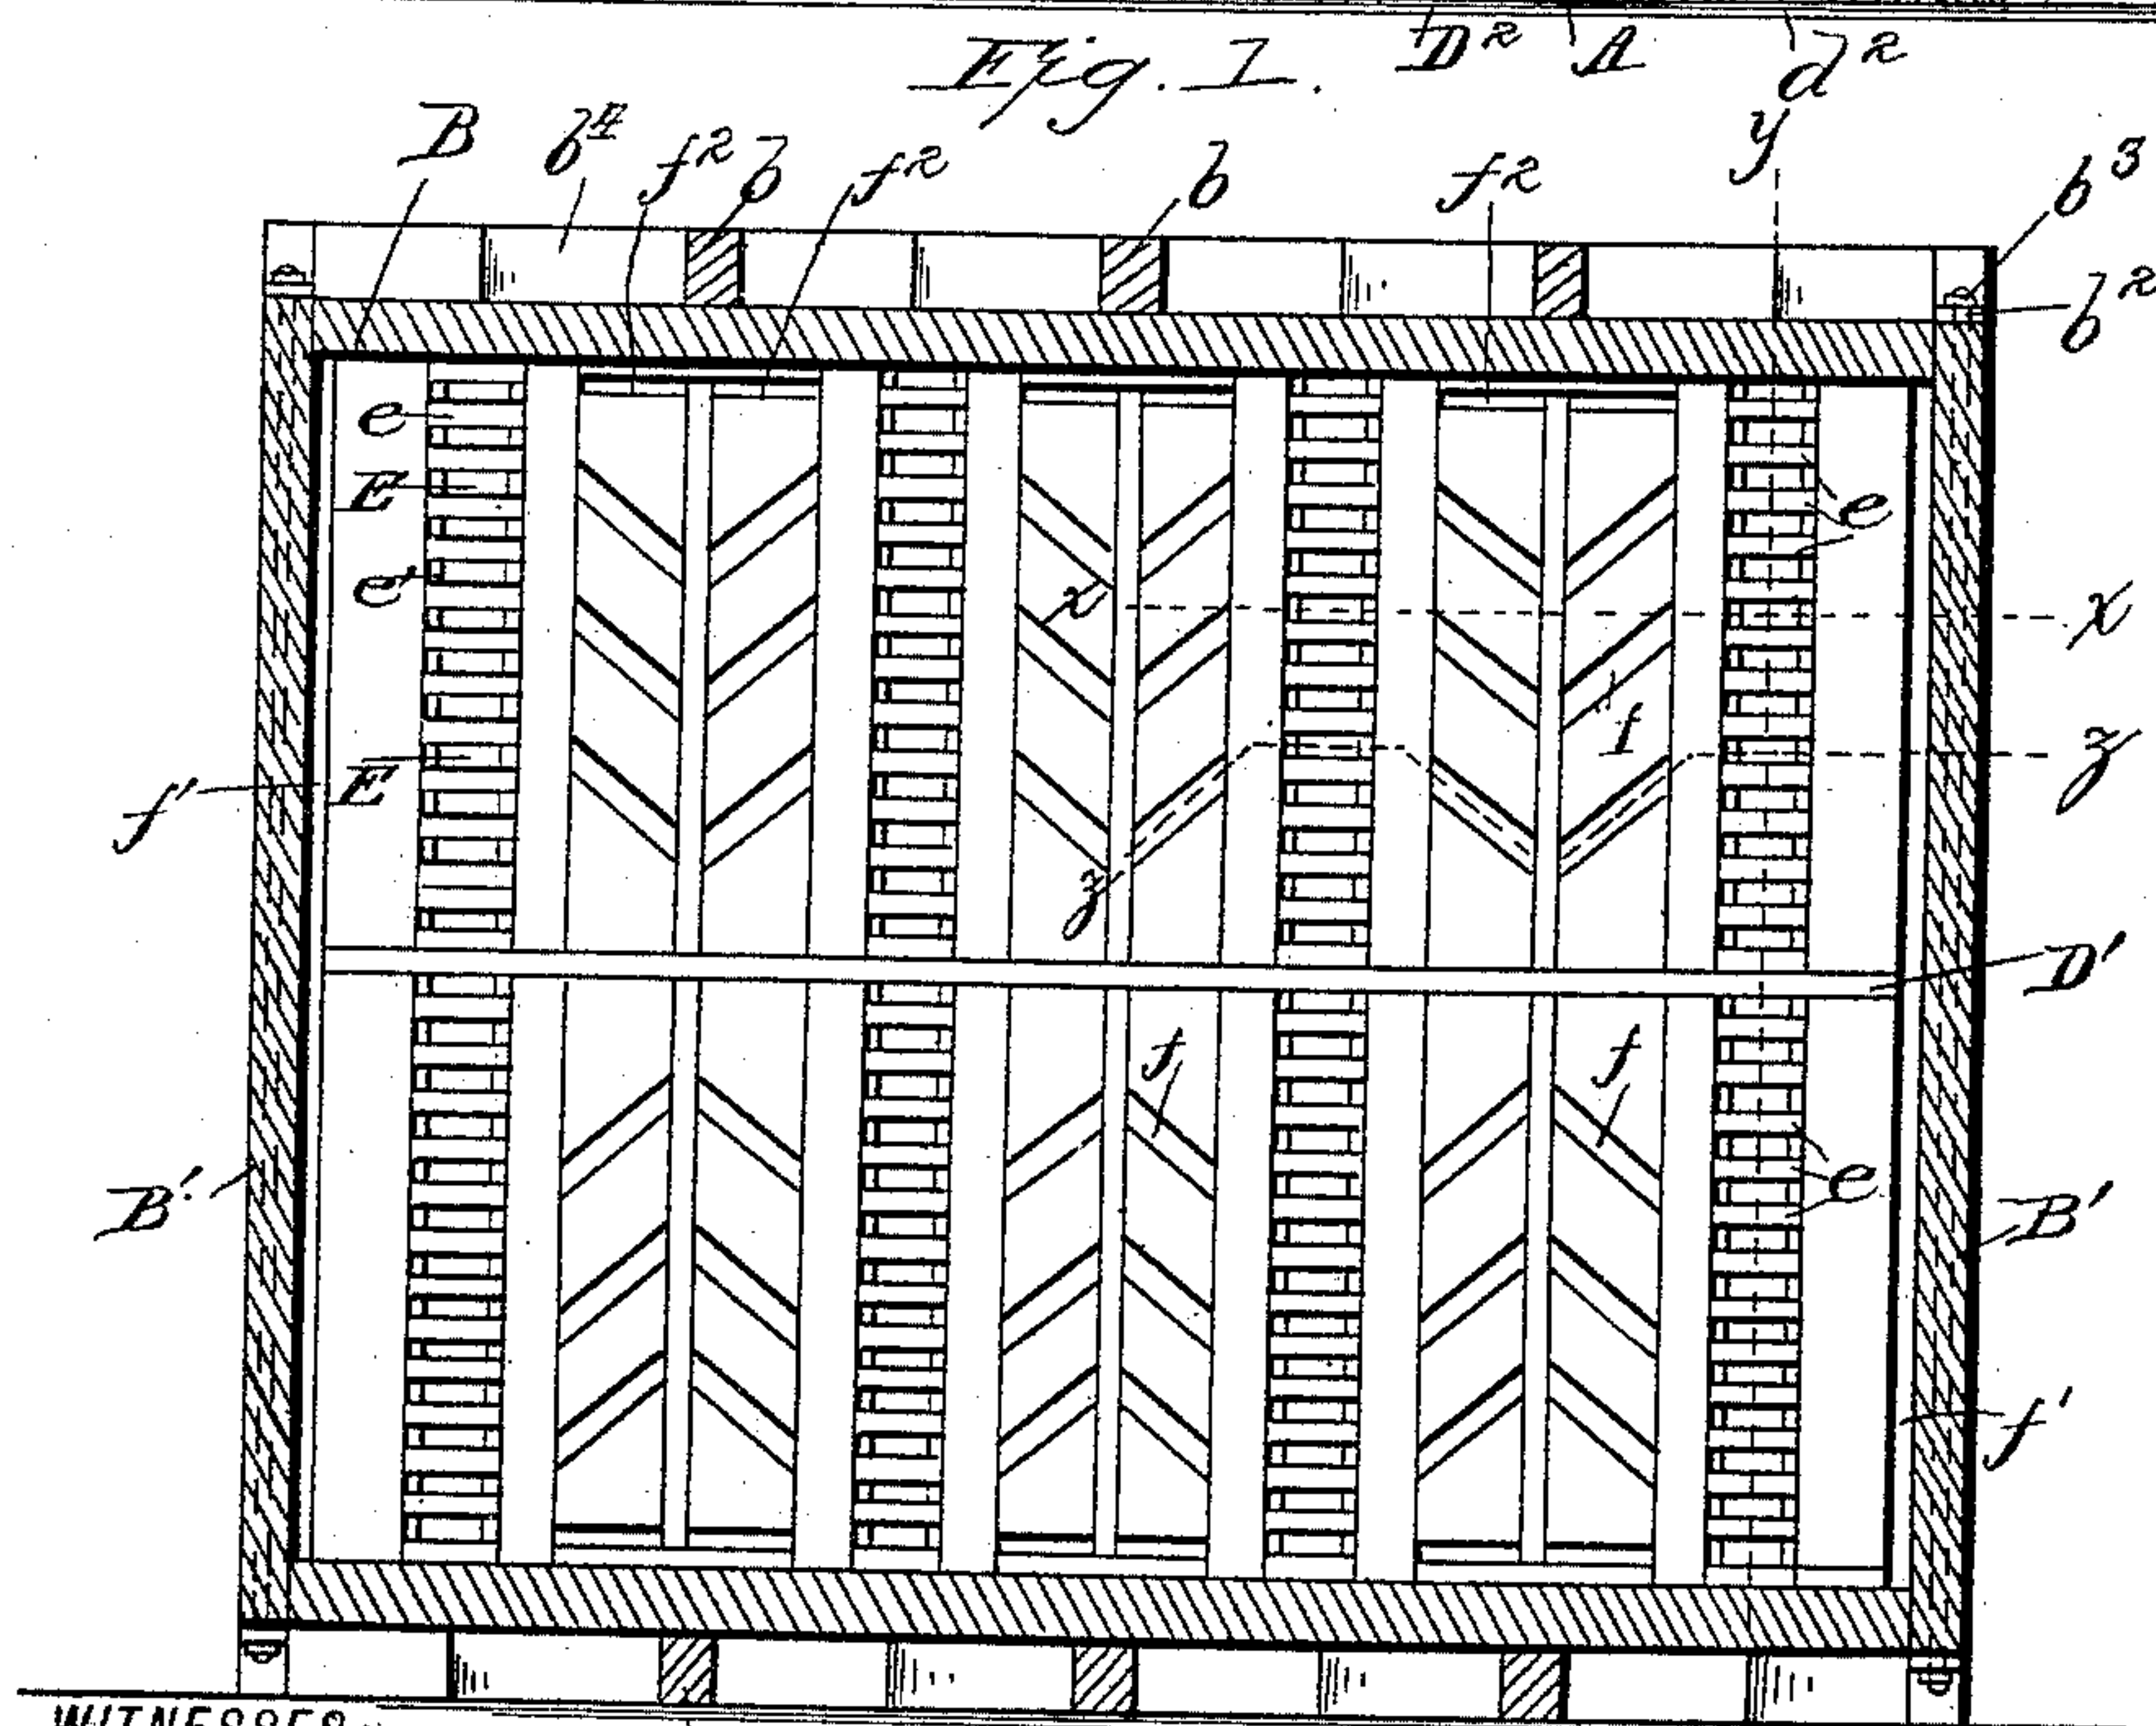 D² A d²
Fig. 1.
B b⁴ f² b f² b f² y b³
b²
e
E
e
e'
x x
f
E z
f'
z
D'
f f
B' e B'
f'
WITNESSES: